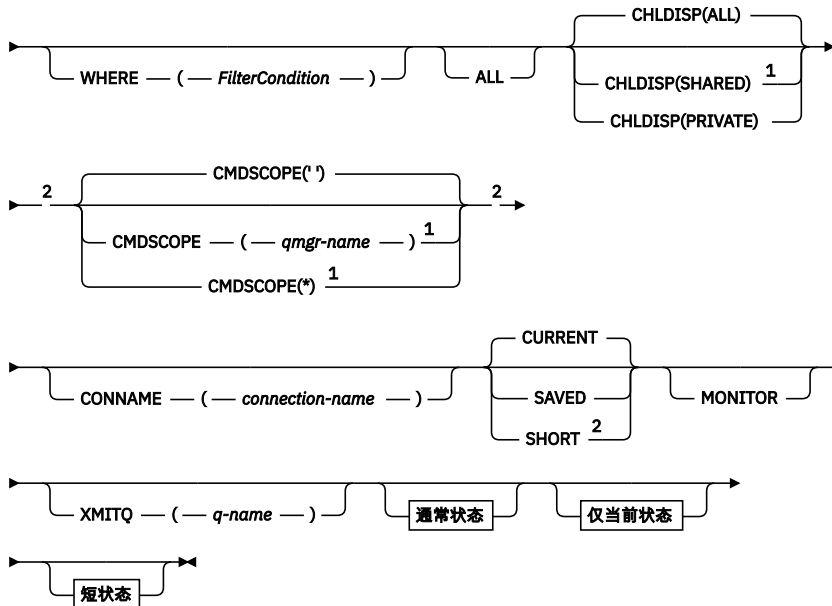 CHLDISP(ALL)
WHERE ( FilterCondition ) ALL CHLDISP(SHARED) 1
CHLDISP(PRIVATE)
2 CMDSCOPE(' ') 2
CMDSCOPE ( qmgr-name ) 1
CMDSCOPE(*) 1
CURRENT
CONNAME ( connection-name ) SAVED MONITOR
SHORT 2
XMITQ ( q-name ) 通常状态 仅当前状态
短状态